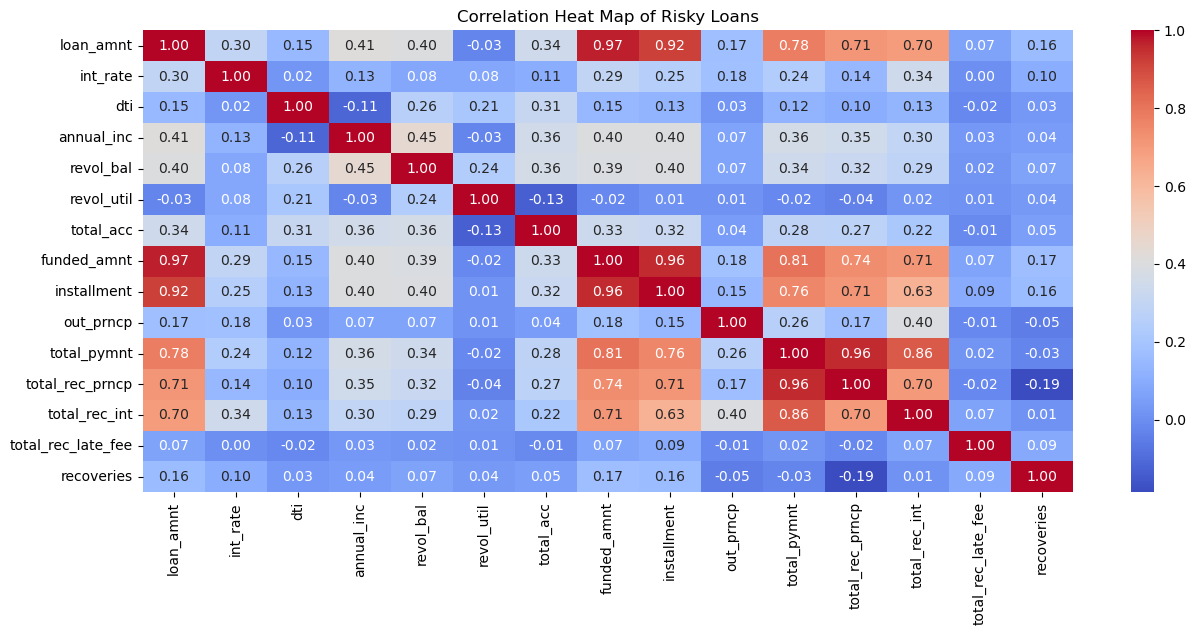 Correlation Heat Map of Risky Loans
loan_amnt 1.00 0.30 0.15 0.41 0.40 -0.03 0.34 0.97 0.92 0.17 0.78 0.71 0.70 0.07 0.16
int_rate 0.30 1.00 0.02 0.13 0.08 0.08 0.11 0.29 0.25 0.18 0.24 0.14 0.34 0.00 0.10
dti 0.15 0.02 1.00 -0.11 0.26 0.21 0.31 0.15 0.13 0.03 0.12 0.10 0.13 -0.02 0.03
annual_inc 0.41 0.13 -0.11 1.00 0.45 -0.03 0.36 0.40 0.40 0.07 0.36 0.35 0.30 0.03 0.04
revol_bal 0.40 0.08 0.26 0.45 1.00 0.24 0.36 0.39 0.40 0.07 0.34 0.32 0.29 0.02 0.07
revol_util -0.03 0.08 0.21 -0.03 0.24 1.00 -0.13 -0.02 0.01 0.01 -0.02 -0.04 0.02 0.01 0.04
total_acc 0.34 0.11 0.31 0.36 0.36 -0.13 1.00 0.33 0.32 0.04 0.28 0.27 0.22 -0.01 0.05
funded_amnt 0.97 0.29 0.15 0.40 0.39 -0.02 0.33 1.00 0.96 0.18 0.81 0.74 0.71 0.07 0.17
installment 0.92 0.25 0.13 0.40 0.40 0.01 0.32 0.96 1.00 0.15 0.76 0.71 0.63 0.09 0.16
out_prncp 0.17 0.18 0.03 0.07 0.07 0.01 0.04 0.18 0.15 1.00 0.26 0.17 0.40 -0.01 -0.05
total_pymnt 0.78 0.24 0.12 0.36 0.34 -0.02 0.28 0.81 0.76 0.26 1.00 0.96 0.86 0.02 -0.03
total_rec_prncp 0.71 0.14 0.10 0.35 0.32 -0.04 0.27 0.74 0.71 0.17 0.96 1.00 0.70 -0.02 -0.19
total_rec_int 0.70 0.34 0.13 0.30 0.29 0.02 0.22 0.71 0.63 0.40 0.86 0.70 1.00 0.07 0.01
total_rec_late_fee 0.07 0.00 -0.02 0.03 0.02 0.01 -0.01 0.07 0.09 -0.01 0.02 -0.02 0.07 1.00 0.09
recoveries 0.16 0.10 0.03 0.04 0.07 0.04 0.05 0.17 0.16 -0.05 -0.03 -0.19 0.01 0.09 1.00
loan_amnt
int_rate
dti
annual_inc
revol_bal
revol_util
total_acc
funded_amnt
installment
out_prncp
total_pymnt
total_rec_prncp
total_rec_int
total_rec_late_fee
recoveries
1.0
0.8
0.6
0.4
0.2
0.0